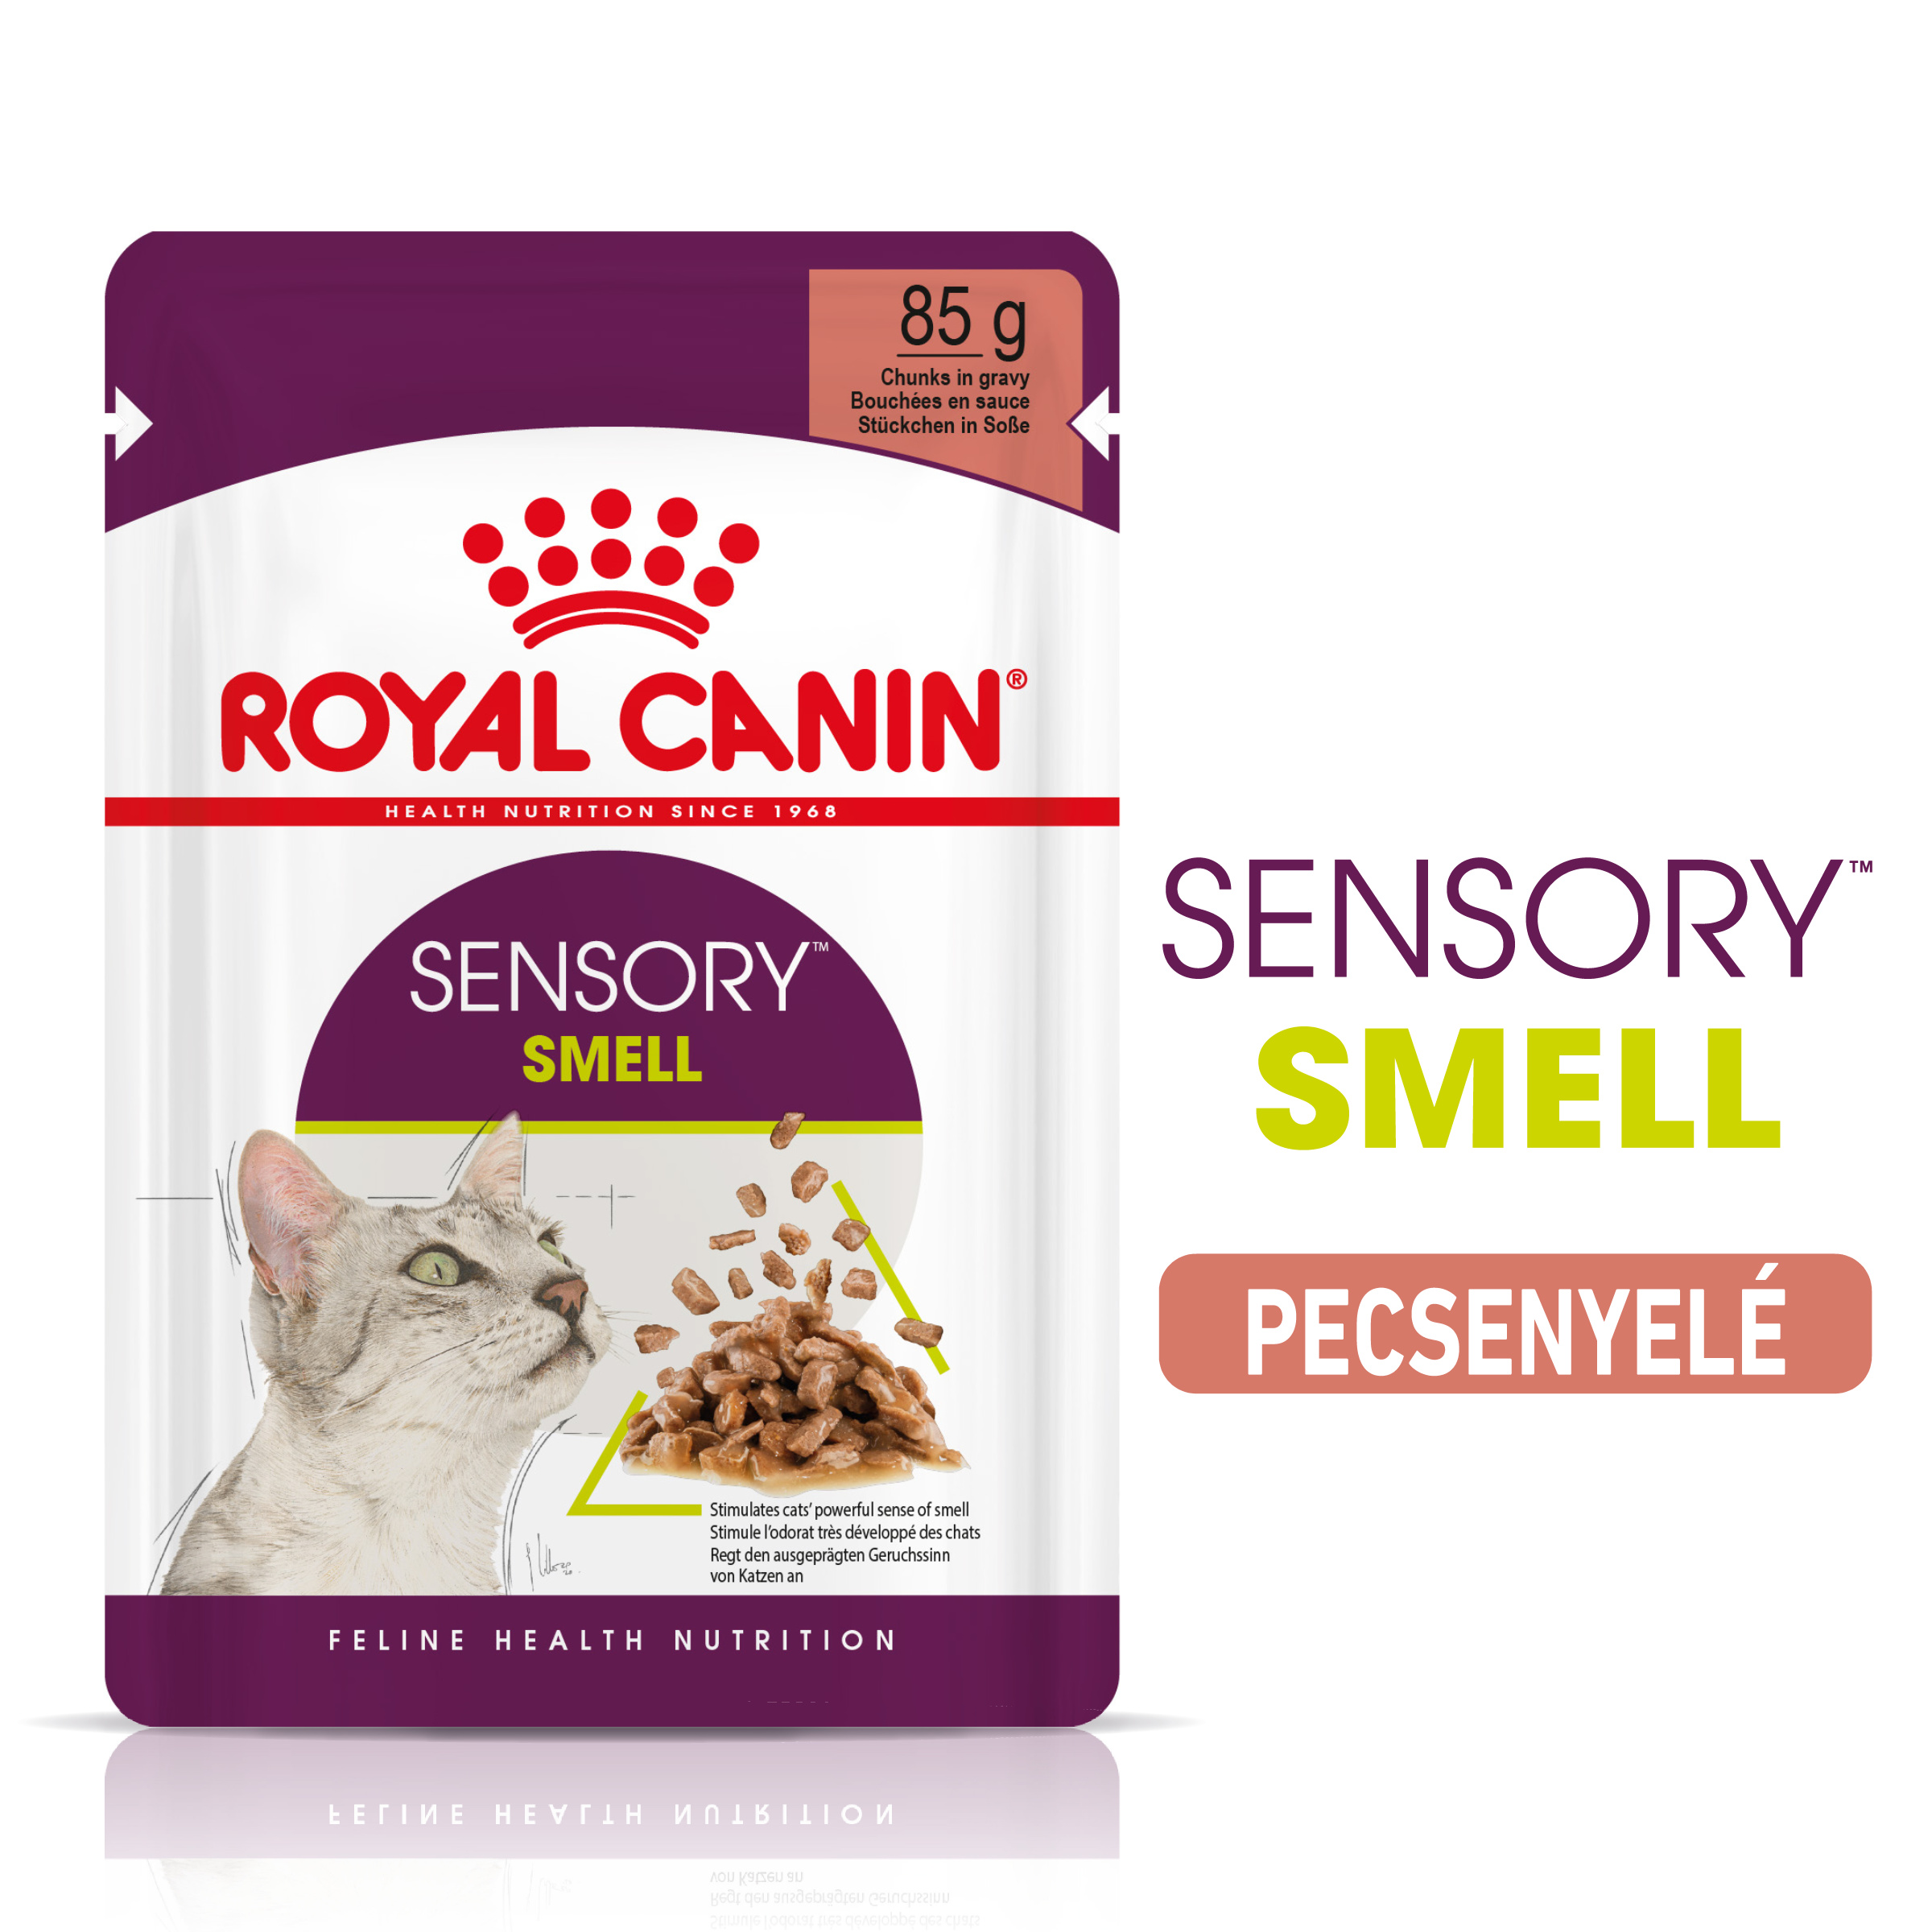 85 g
Chunks in gravy
Bouchées en sauce
Stückchen in Soße
ROYAL CANIN®
HEALTH NUTRITION SINCE 1968
SENSORY™
SMELL
Stimulates cats' powerful sense of smell
Stimule l'odorat très développé des chats
Regt den ausgeprägten Geruchssinn
von Katzen an
FELINE HEALTH NUTRITION
SENSORY™
SMELL
PECSENYELÉ